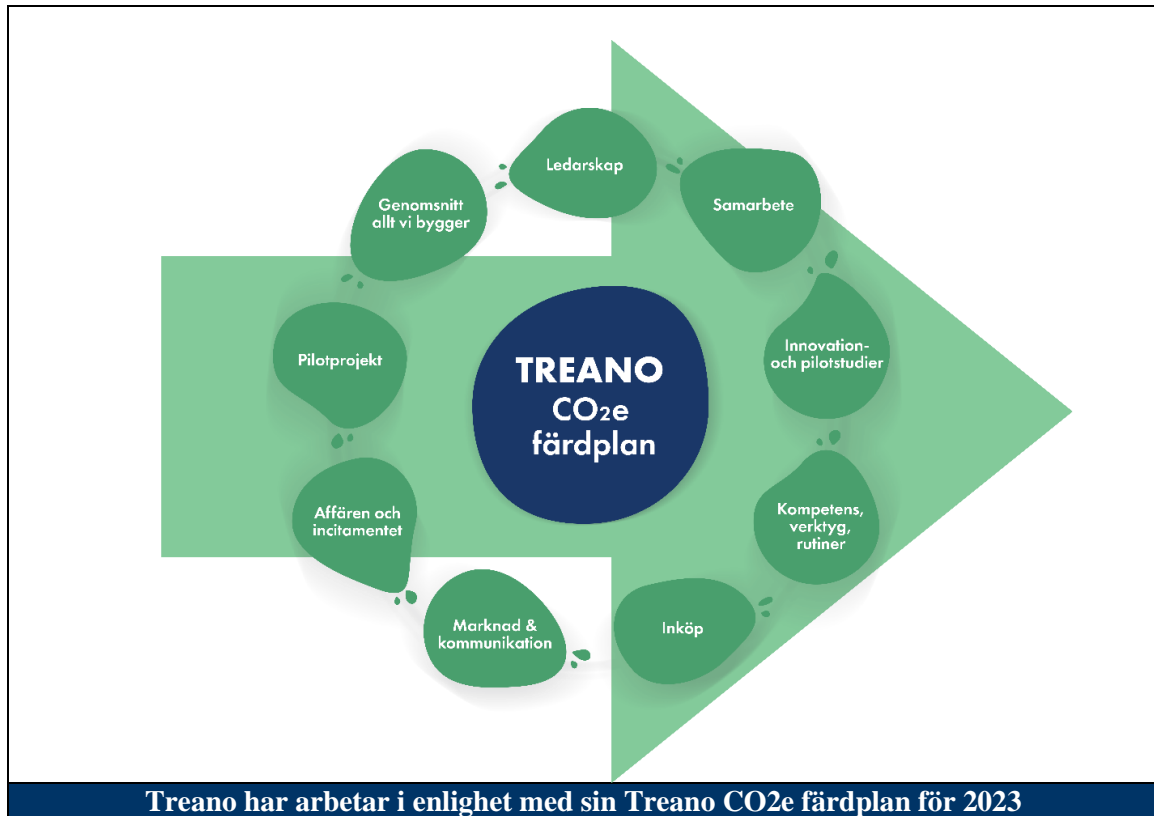 Ledarskap
Samarbete
Genomsnitt
allt vi bygger
Innovation-
och pilotstudier
Pilotprojekt
TREANO
CO₂e
färdplan
Affären och
incitamentet
Kompetens,
verktyg,
rutiner
Marknad &
kommunikation
Inköp
Treano har arbetar i enlighet med sin Treano CO2e färdplan för 2023